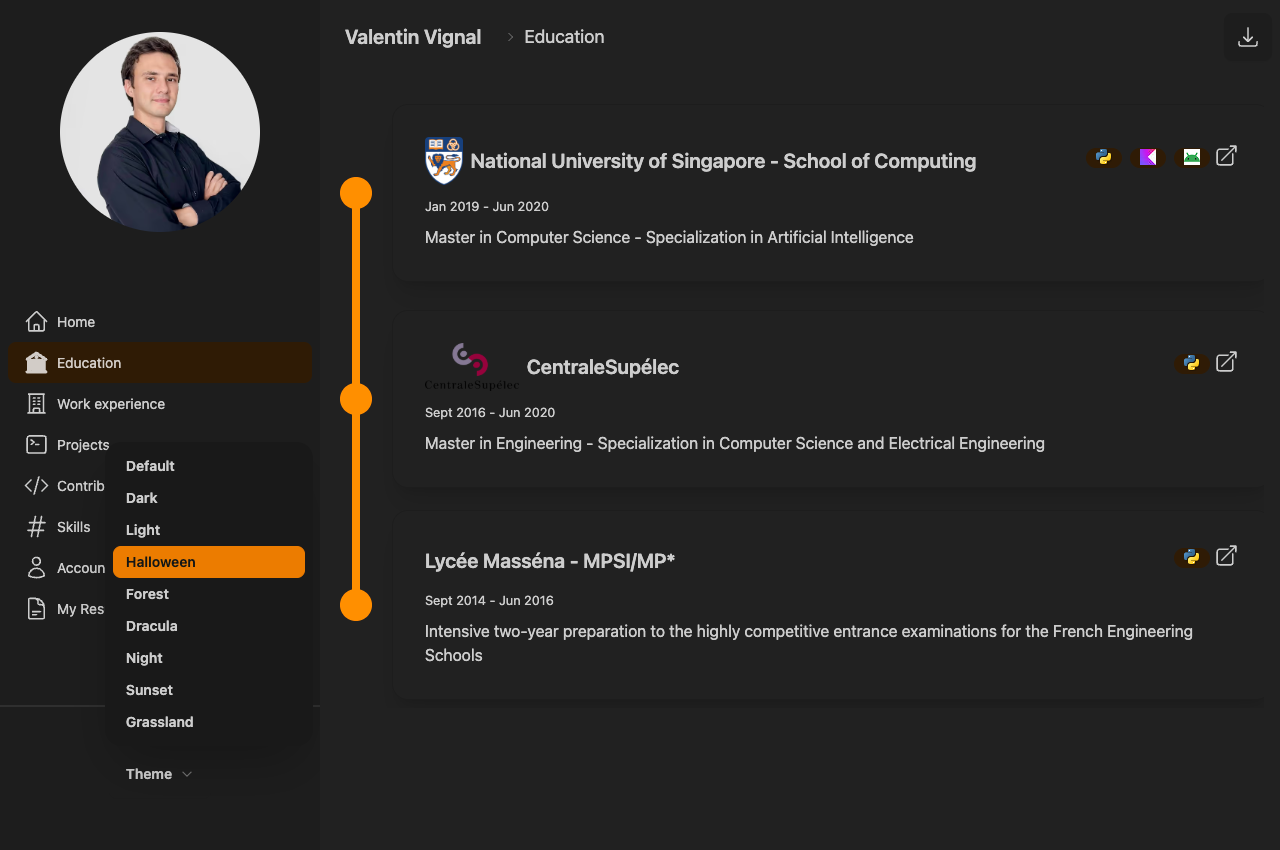 Valentin Vignal
Education
Home
Education
Work experience
Projects
Contrib
Skills
Accoun
My Res
Default
Dark
Light
Halloween
Forest
Dracula
Night
Sunset
Grassland
Theme
National University of Singapore - School of Computing
Jan 2019 - Jun 2020
Master in Computer Science - Specialization in Artificial Intelligence
CentraleSupélec
CentraleSupélec
Sept 2016 - Jun 2020
Master in Engineering - Specialization in Computer Science and Electrical Engineering
Lycée Masséna - MPSI/MP*
Sept 2014 - Jun 2016
Intensive two-year preparation to the highly competitive entrance examinations for the French Engineering
Schools